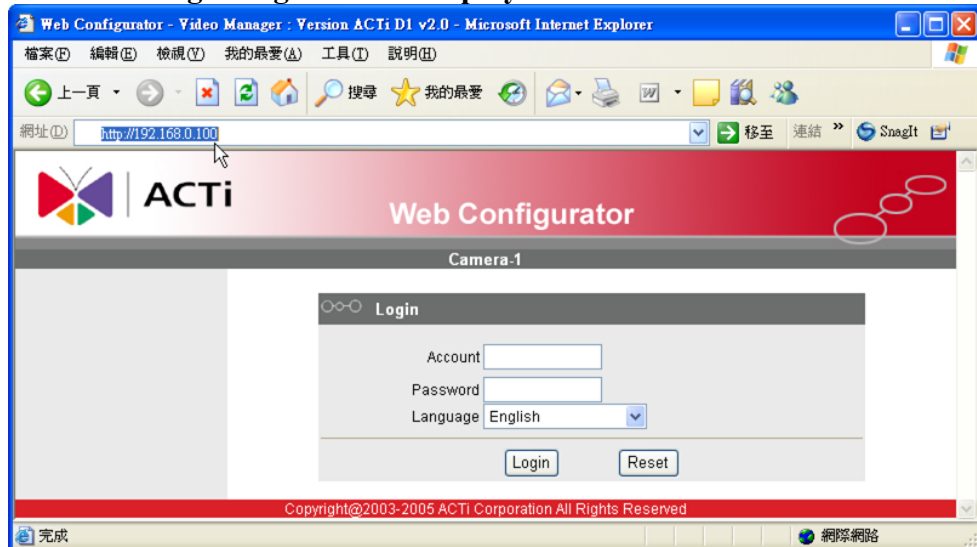 Web Configurator - Video Manager : Version ACTi D1 v2.0 - Microsoft Internet Explorer
檔案(F) 編輯(E) 檢視(V) 我的最愛(A) 工具(T) 說明(H)
上一頁 搜尋 我的最愛
網址(D) http://192.168.0.100 移至 連結 » SnagIt
ACTi
Web Configurator
Camera-1
Login
Account
Password
Language English
Login Reset
Copyright@2003-2005 ACTi Corporation All Rights Reserved
完成 網際網路